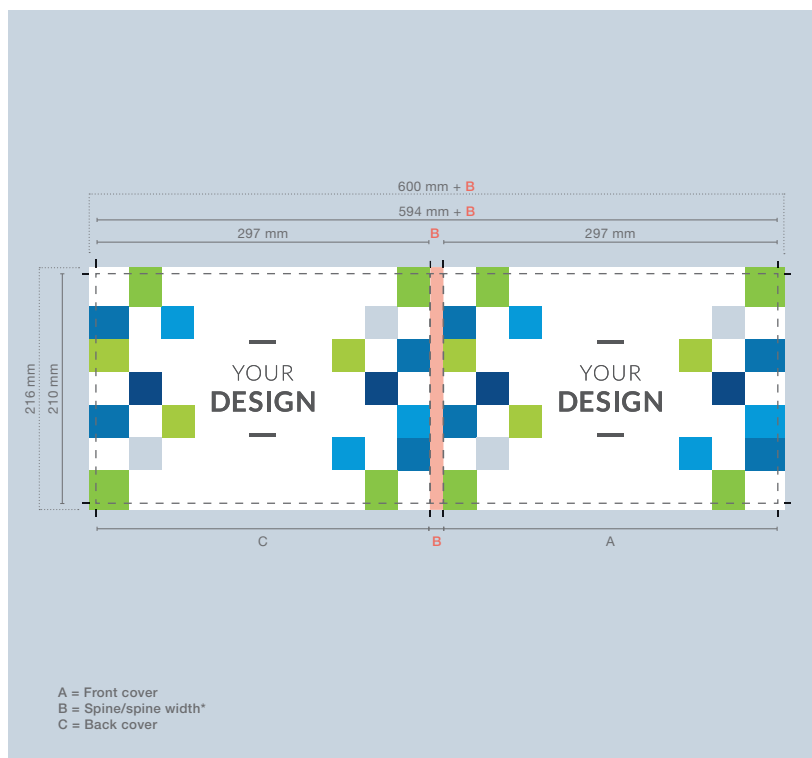 600 mm + B
594 mm + B
297 mm
B
297 mm
216 mm
210 mm
YOUR
DESIGN
YOUR
DESIGN
C
B
A
A = Front cover
B = Spine/spine width*
C = Back cover